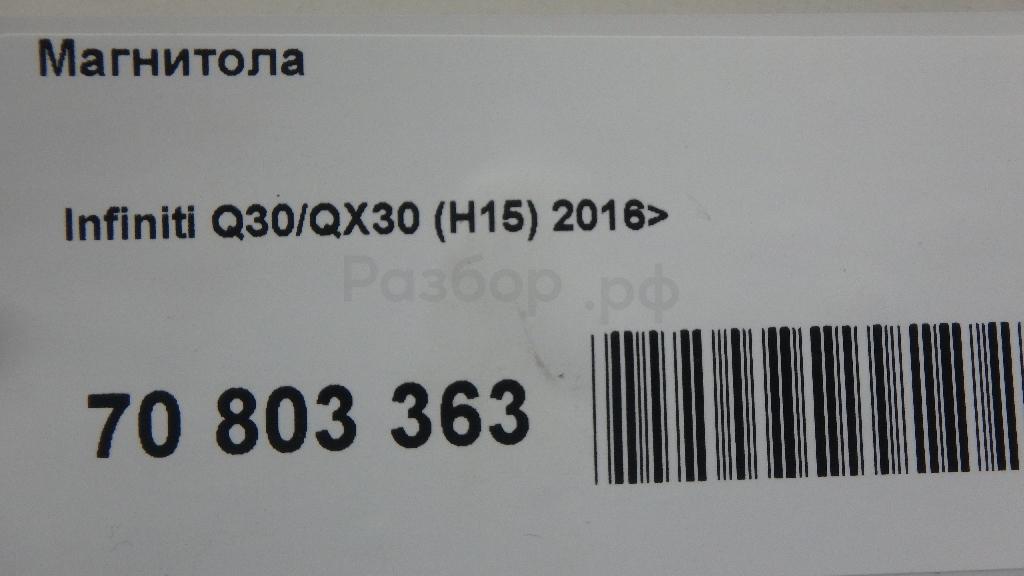 Магнитола
Infiniti Q30/QX30 (H15) 2016>
Разбор.рф
70 803 363